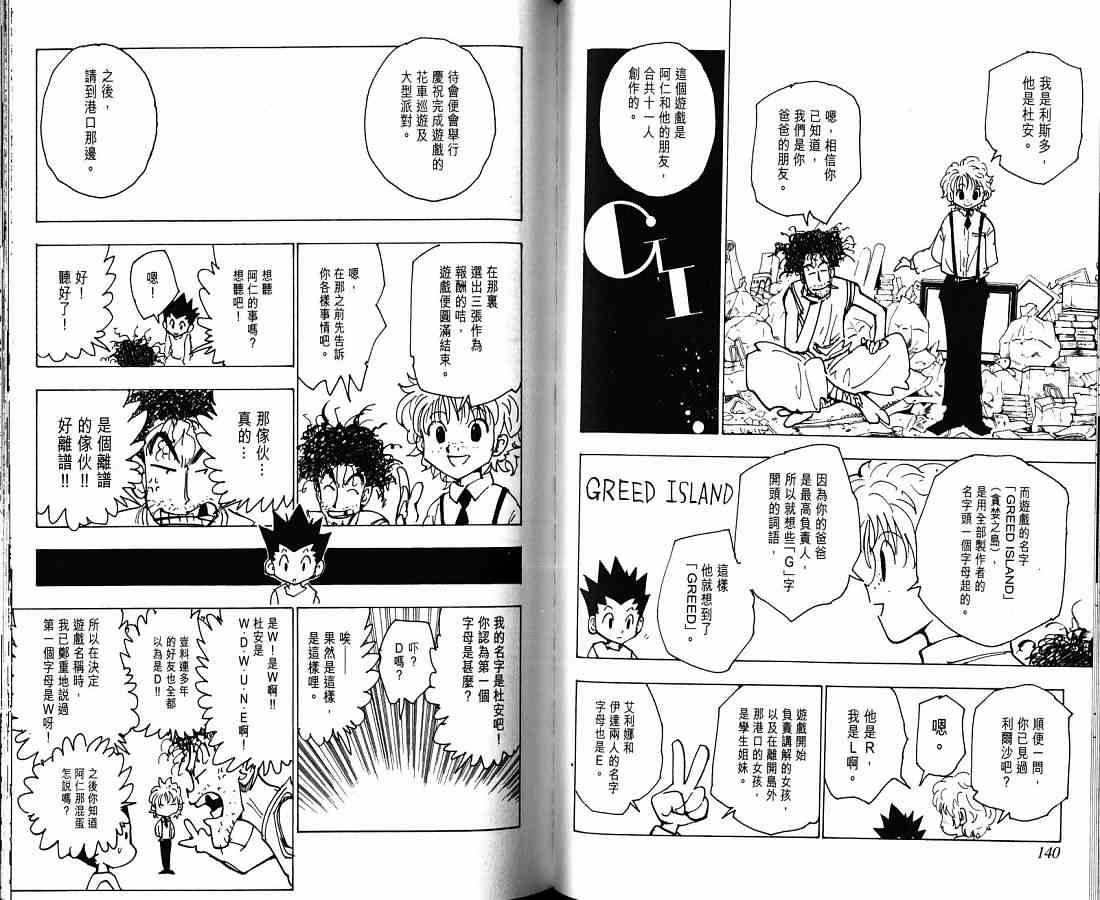 我是利斯多，
他是杜安。
嗯，相信你
已知道，
我們是你
爸爸的朋友。
這個遊戲是
阿仁和他的朋友，
合共十一人
創作的。
G.I
而遊戲的名字
「GREED ISLAND」
（貪婪之島），
是用全部製作者的
名字頭一個字母起的。
因為你的爸爸
是最高負責人，
所以就想些「G」字
開頭的詞語，
這樣
他就想到了
「GREED」。
GREED ISLAND
順便一問，
你已見過
利爾沙吧？
嗯。
他是R，
我是L啊。
遊戲開始
負責講解的女孩，
以及在離開島外
那港口的女孩，
是學生姐妹。
艾利娜和
伊達兩人的名字
字母也是E。
140
待會便會舉行
慶祝完成遊戲的
花車巡遊及
大型派對。
之後，
請到港口那邊。
在那裏
選出三張作為
報酬的咭，
遊戲便圓滿結束。
嗯，
在那之前先告訴
你各樣事情吧。
想聽
阿仁的事嗎？
想聽吧！
嗯！
好！
聽好了！
那傢伙…
真的…
是個離譜
的傢伙!!
好離譜!!
我的名字是杜安吧！
你認為第一個
字母是甚麼？
吓？
D嗎？
唉——
果然是這樣，
是這樣哩。
是W！是W啊!!
杜安是
W・D・W・U・N・E啊！
豈料連多年
的好友也全都
以為是D!!
所以在決定
遊戲名稱時，
我已鄭重地說過
第一個字母是W呀！
之後你知道
阿仁那混蛋
怎說嗎？